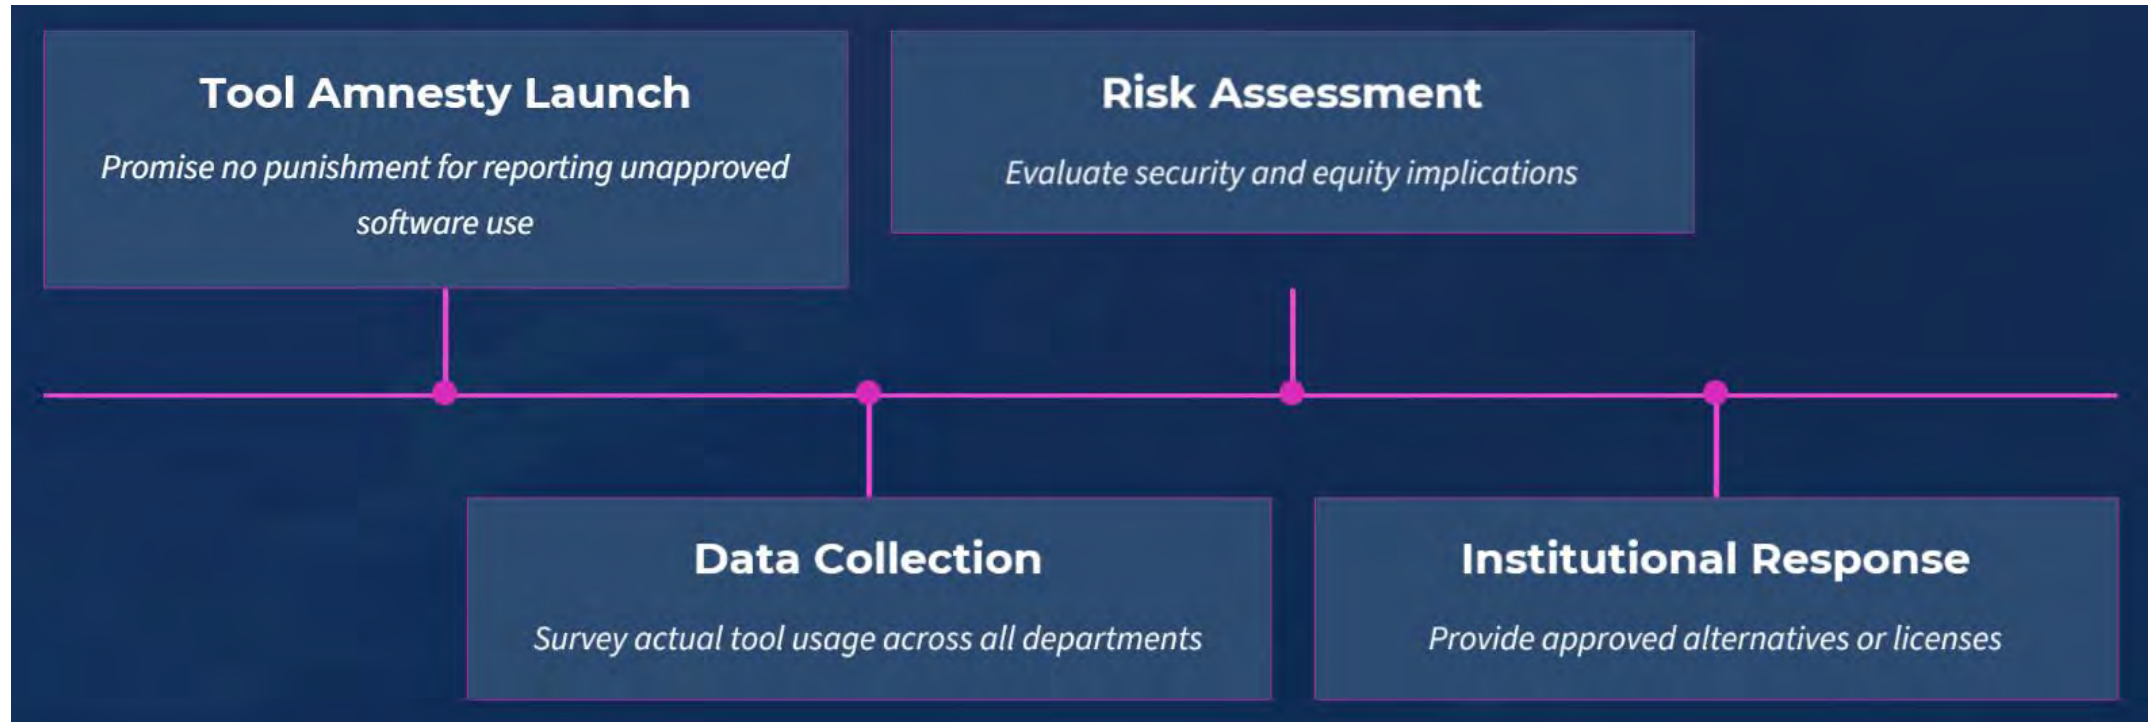 Tool Amnesty Launch
Promise no punishment for reporting unapproved
software use
Data Collection
Survey actual tool usage across all departments
Risk Assessment
Evaluate security and equity implications
Institutional Response
Provide approved alternatives or licenses